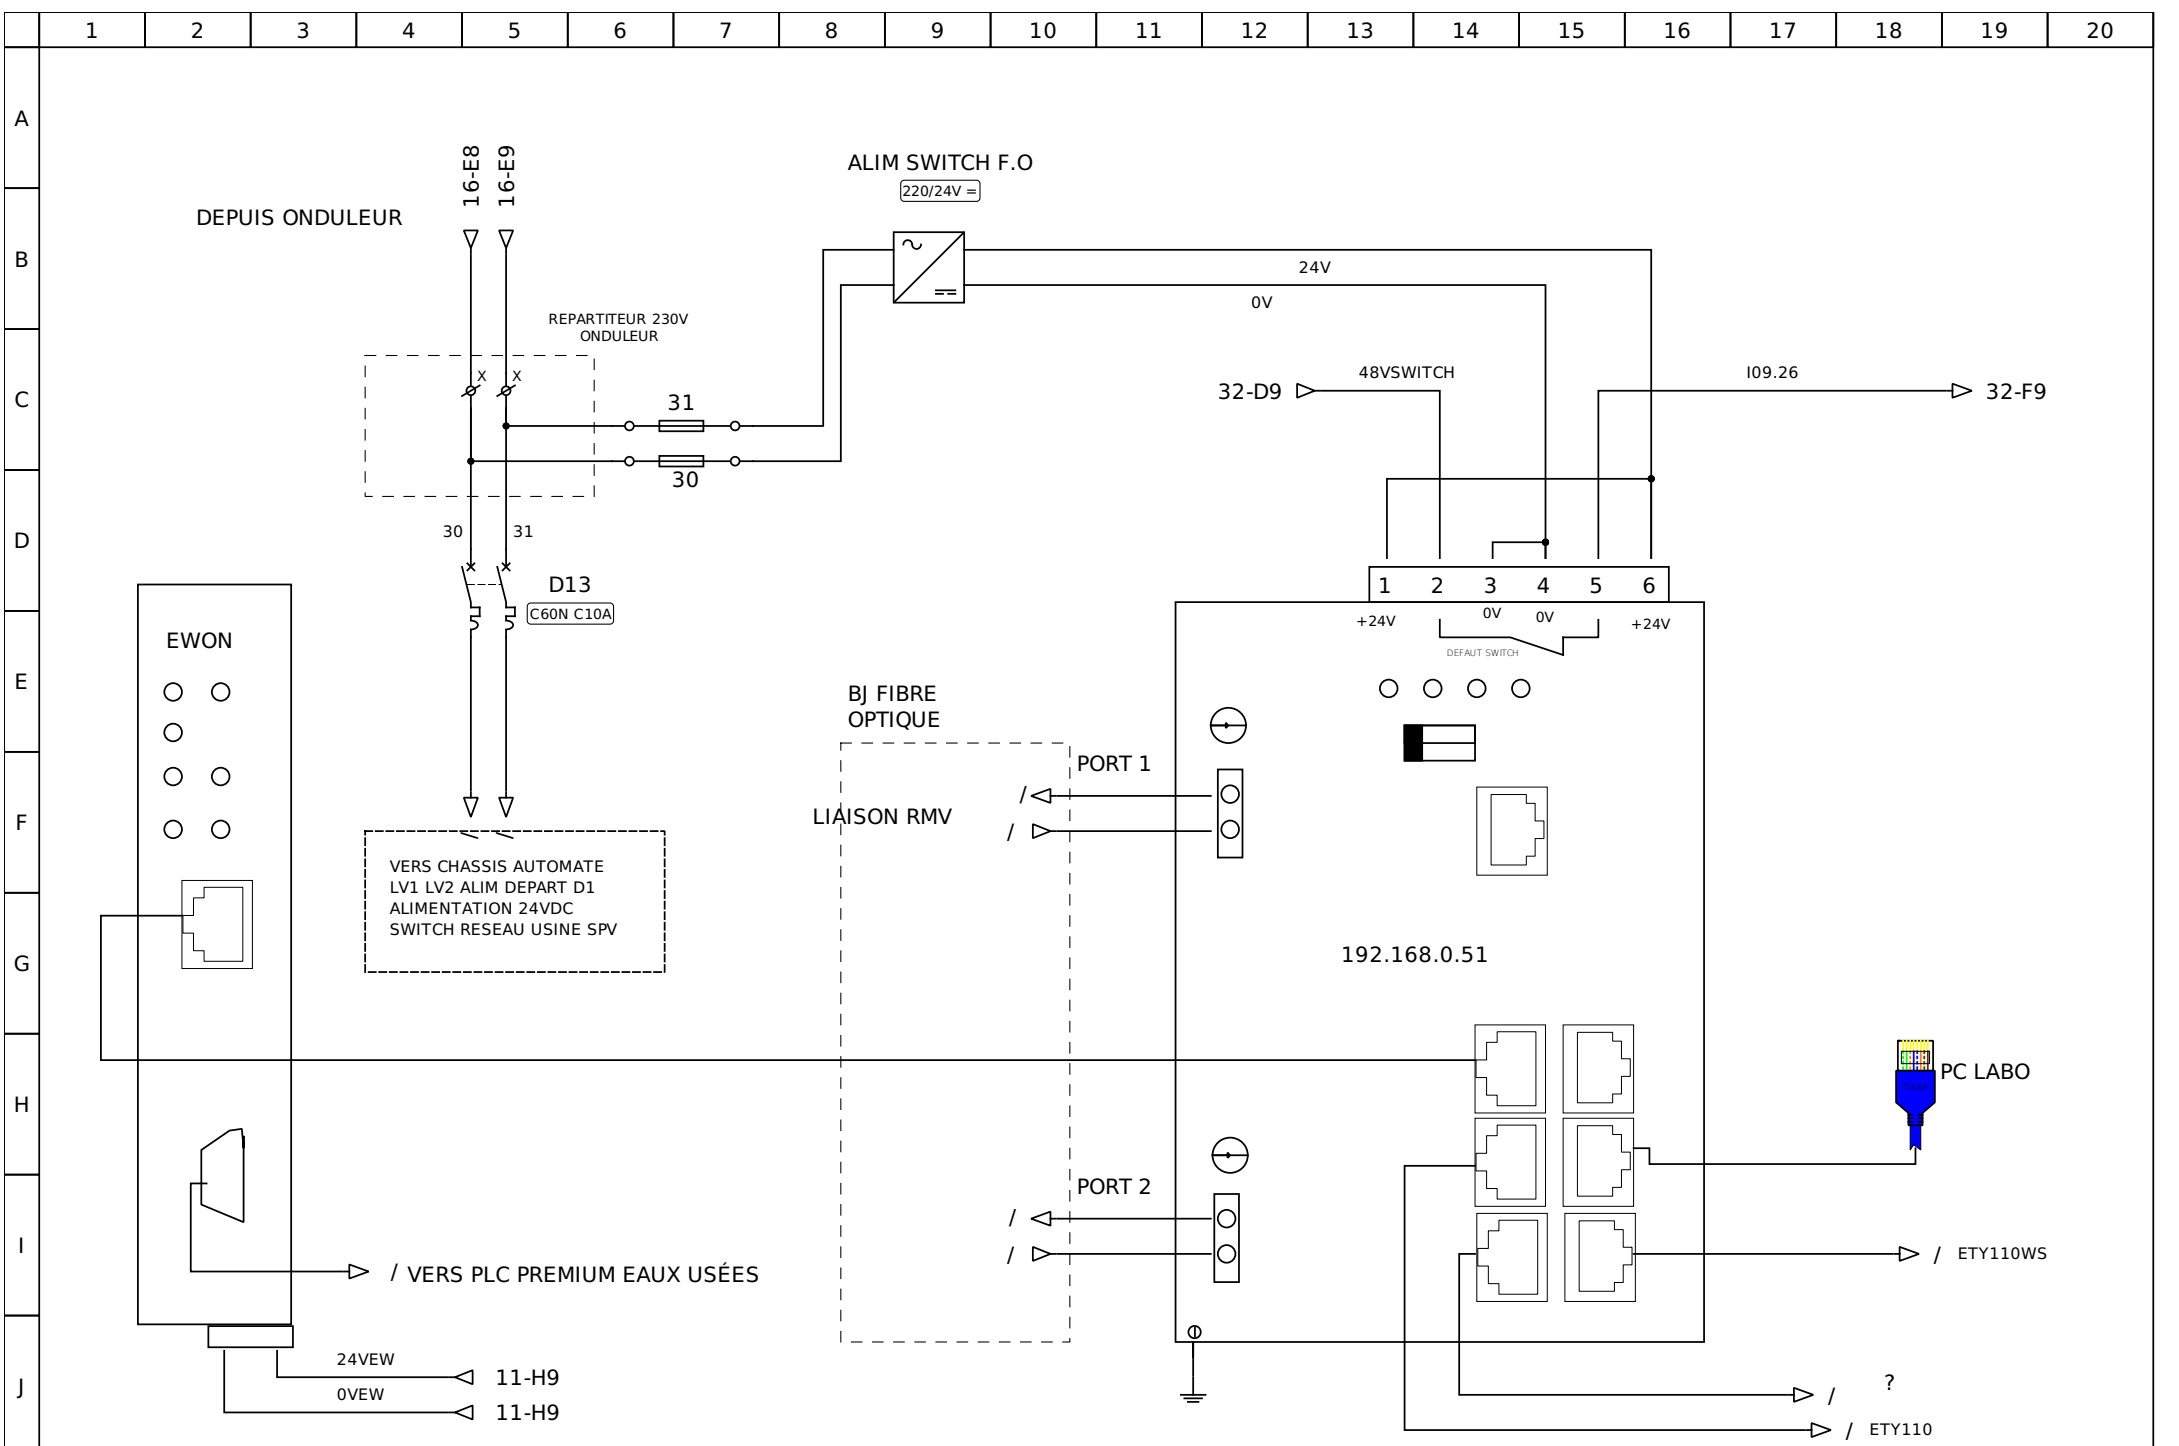 1 2 3 4 5 6 7 8 9 10 11 12 13 14 15 16 17 18 19 20
A
B
C
D
E
F
G
H
I
J
16-E8
16-E9
DEPUIS ONDULEUR
ALIM SWITCH F.O
220/24V =
24V
0V
REPARTITEUR 230V
ONDULEUR
X X
31
30
32-D9
48VSWITCH
I09.26
32-F9
30 31
D13
C60N C10A
1 2 3 4 5 6
+24V
0V
0V
+24V
DEFAUT SWITCH
EWON
BJ FIBRE
OPTIQUE
PORT 1
/
LIAISON RMV
/
VERS CHASSIS AUTOMATE
LV1 LV2 ALIM DEPART D1
ALIMENTATION 24VDC
SWITCH RESEAU USINE SPV
192.168.0.51
PC LABO
PORT 2
/
/
/ ETY110WS
/ VERS PLC PREMIUM EAUX USÉES
24VEW
11-H9
0VEW
11-H9
/ ?
/ ETY110